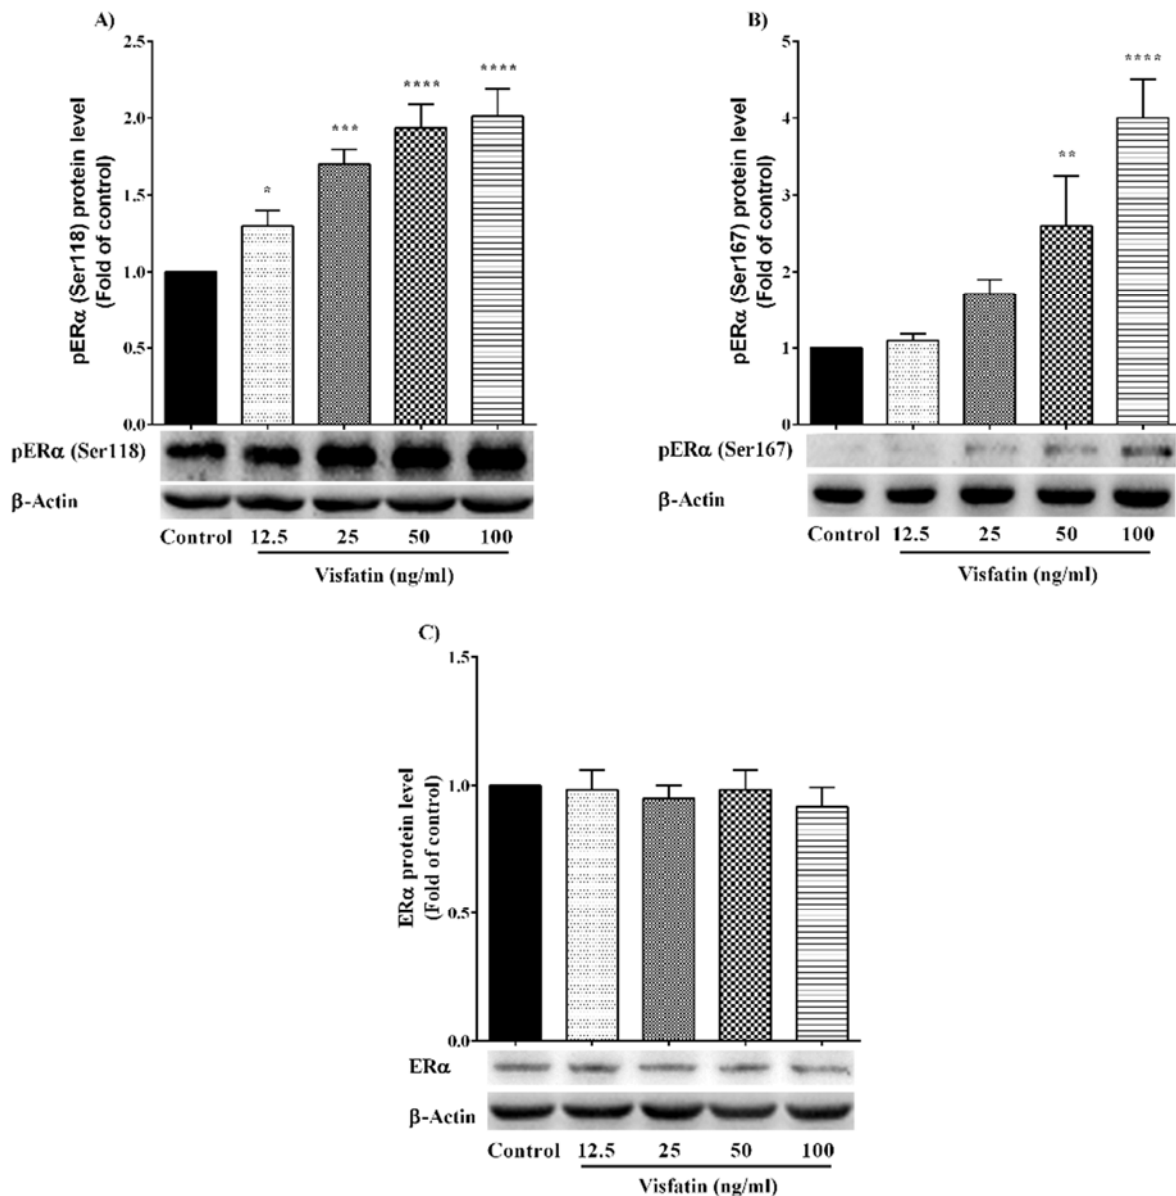 A)
pERα (Ser118) protein level
(Fold of control)
2.5
2.0
1.5
1.0
0.5
0.0
*
***
****
****
pERα (Ser118)
β-Actin
Control 12.5 25 50 100
Visfatin (ng/ml)
B)
pERα (Ser167) protein level
(Fold of control)
5
4
3
2
1
0
**
****
pERα (Ser167)
β-Actin
Control 12.5 25 50 100
Visfatin (ng/ml)
C)
ERα protein level
(Fold of control)
1.5
1.0
0.5
0.0
ERα
β-Actin
Control 12.5 25 50 100
Visfatin (ng/ml)